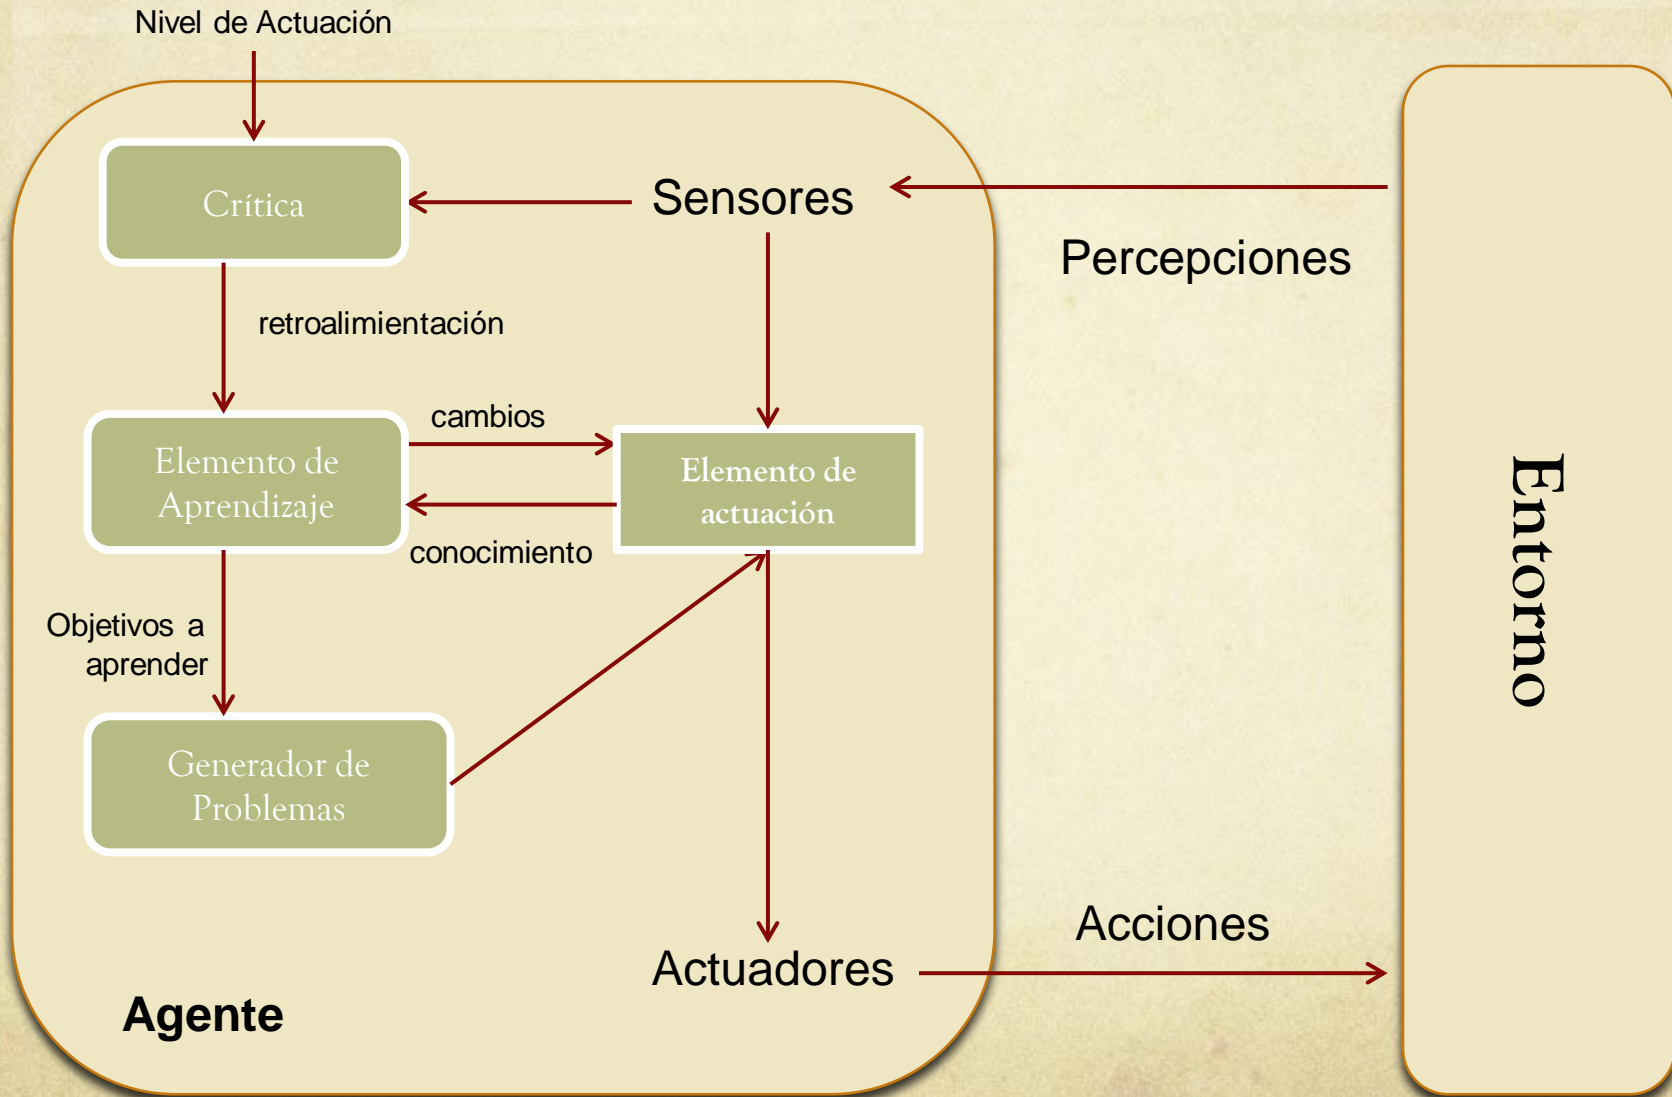 Nivel de Actuación
Crítica
Sensores
Percepciones
retroalimientación
cambios
Elemento de
Aprendizaje
Elemento de
actuación
conocimiento
Objetivos a
aprender
Generador de
Problemas
Acciones
Actuadores
Agente
Entorno